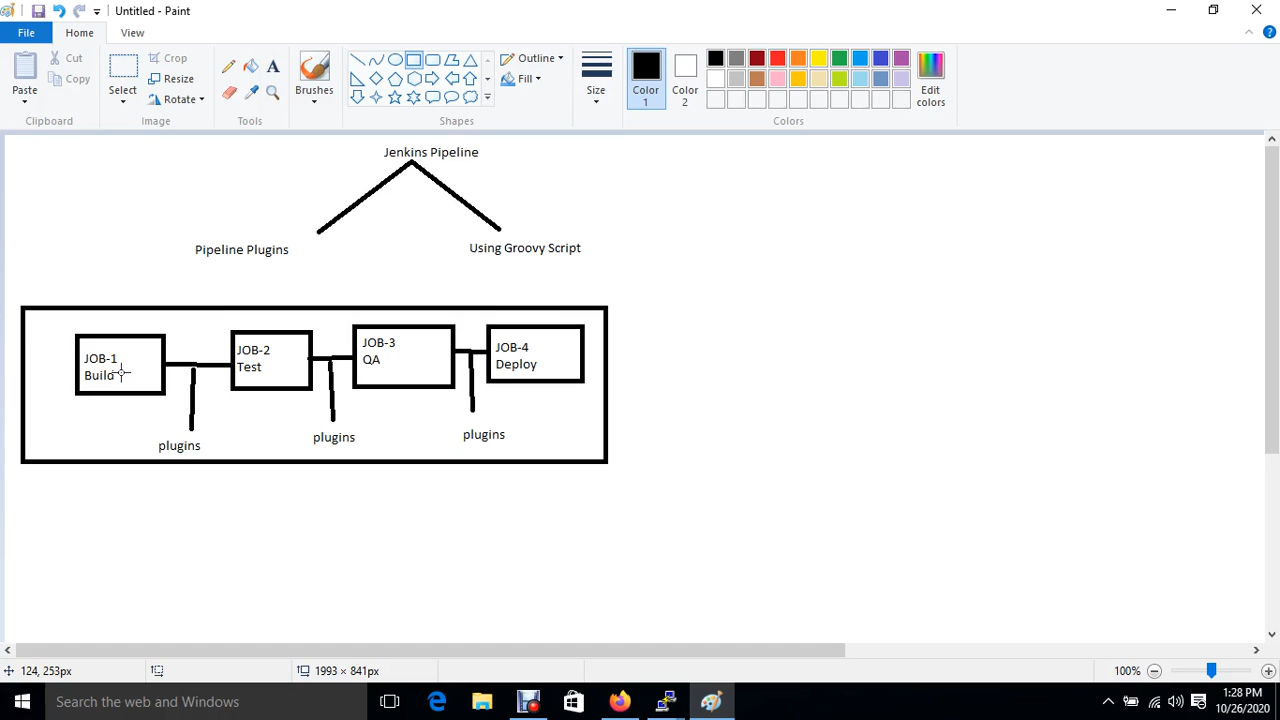 Untitled - Paint
File
Home
View
Paste
Cut
Copy
Clipboard
Select
Crop
Resize
Rotate
Image
A
Tools
Brushes
Shapes
Outline
Fill
Size
Color
1
Color
2
Edit
colors
Colors
Jenkins Pipeline
Pipeline Plugins
Using Groovy Script
JOB-1
Build
JOB-2
Test
JOB-3
QA
JOB-4
Deploy
plugins
plugins
plugins
124, 253px
1993 × 841px
100%
Search the web and Windows
1:28 PM
10/26/2020